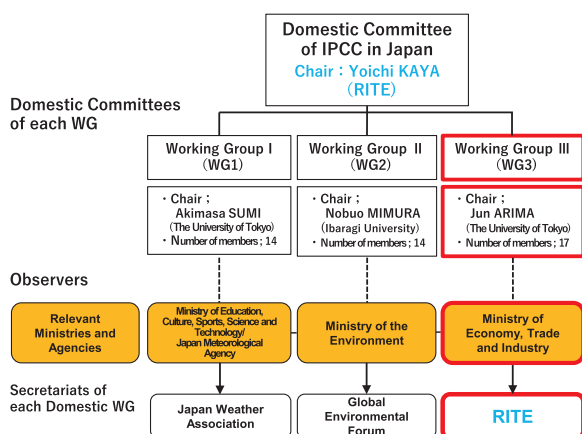 Domestic Committee
of IPCC in Japan
Chair：Yoichi KAYA
(RITE)
Domestic Committees
of each WG
Working Group Ⅰ
(WG1)
Working Group Ⅱ
(WG2)
Working Group Ⅲ
(WG3)
・Chair；
Akimasa SUMI
(The University of Tokyo)
・Number of members；14
・Chair；
Nobuo MIMURA
(Ibaragi University)
・Number of members；14
・Chair；
Jun ARIMA
(The University of Tokyo)
・Number of members；17
Observers
Relevant
Ministries and
Agencies
Ministry of Education,
Culture, Sports, Science and
Technology/
Japan Meteorological
Agency
Ministry of the
Environment
Ministry of
Economy, Trade
and Industry
Secretariats of
each Domestic WG
Japan Weather
Association
Global
Environmental
Forum
RITE